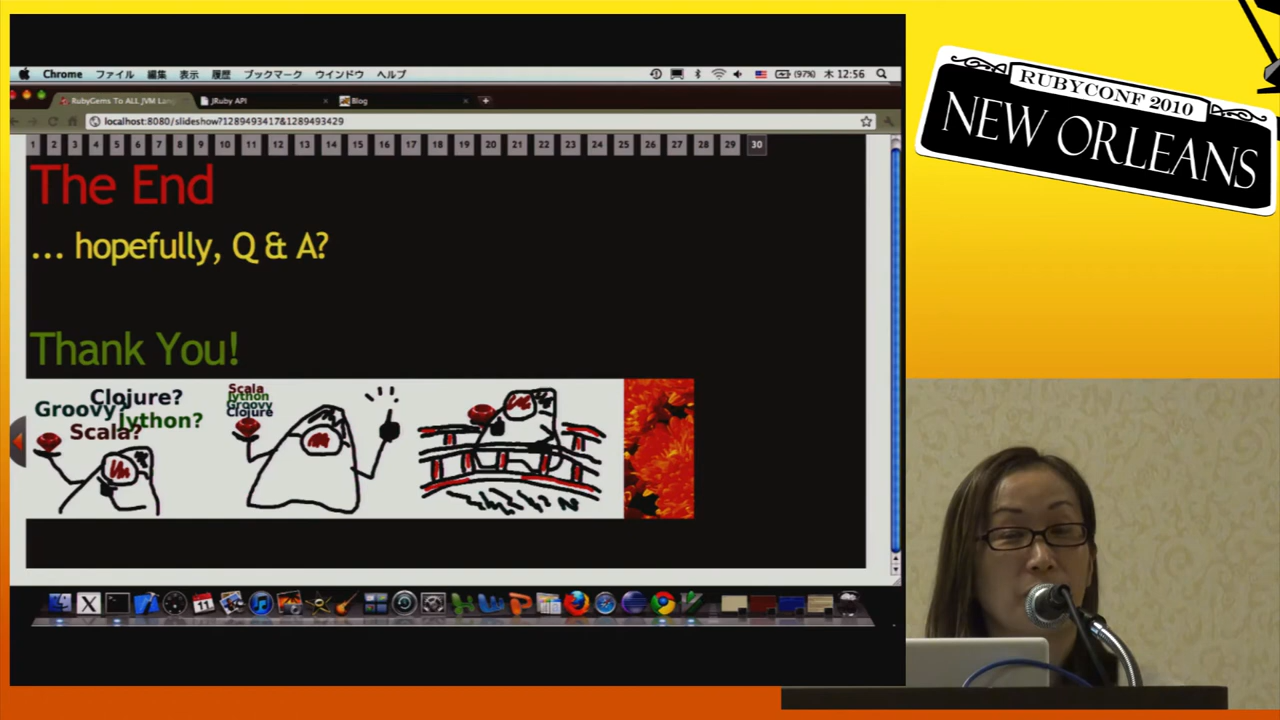 Chrome ファイル 編集 表示 履歴 ブックマーク ウインドウ ヘルプ (97%) 木 12:56
RubyGems To ALL JVM Lang JRuby API Blog
localhost:8080/slideshow?1289493417&1289493429
1 2 3 4 5 6 7 8 9 10 11 12 13 14 15 16 17 18 19 20 21 22 23 24 25 26 27 28 29 30
The End
... hopefully, Q & A?
Thank You!
Clojure?
Groovy?
Jython?
Scala?
Scala
Jython
Groovy
Clojure
11
RUBYCONF 2010
NEW ORLEANS